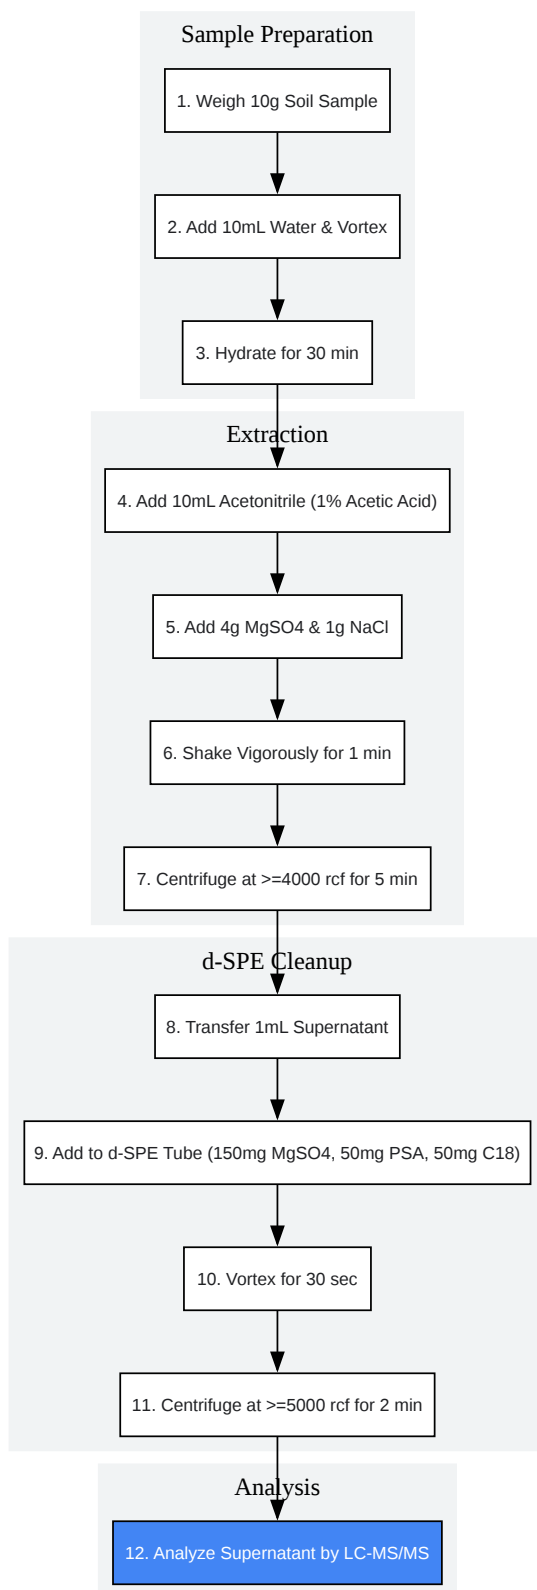 Sample Preparation
1. Weigh 10g Soil Sample
2. Add 10mL Water & Vortex
3. Hydrate for 30 min
Extraction
4. Add 10mL Acetonitrile (1% Acetic Acid)
5. Add 4g MgSO4 & 1g NaCl
6. Shake Vigorously for 1 min
7. Centrifuge at >=4000 rcf for 5 min
d-SPE Cleanup
8. Transfer 1mL Supernatant
9. Add to d-SPE Tube (150mg MgSO4, 50mg PSA, 50mg C18)
10. Vortex for 30 sec
11. Centrifuge at >=5000 rcf for 2 min
Analysis
12. Analyze Supernatant by LC-MS/MS